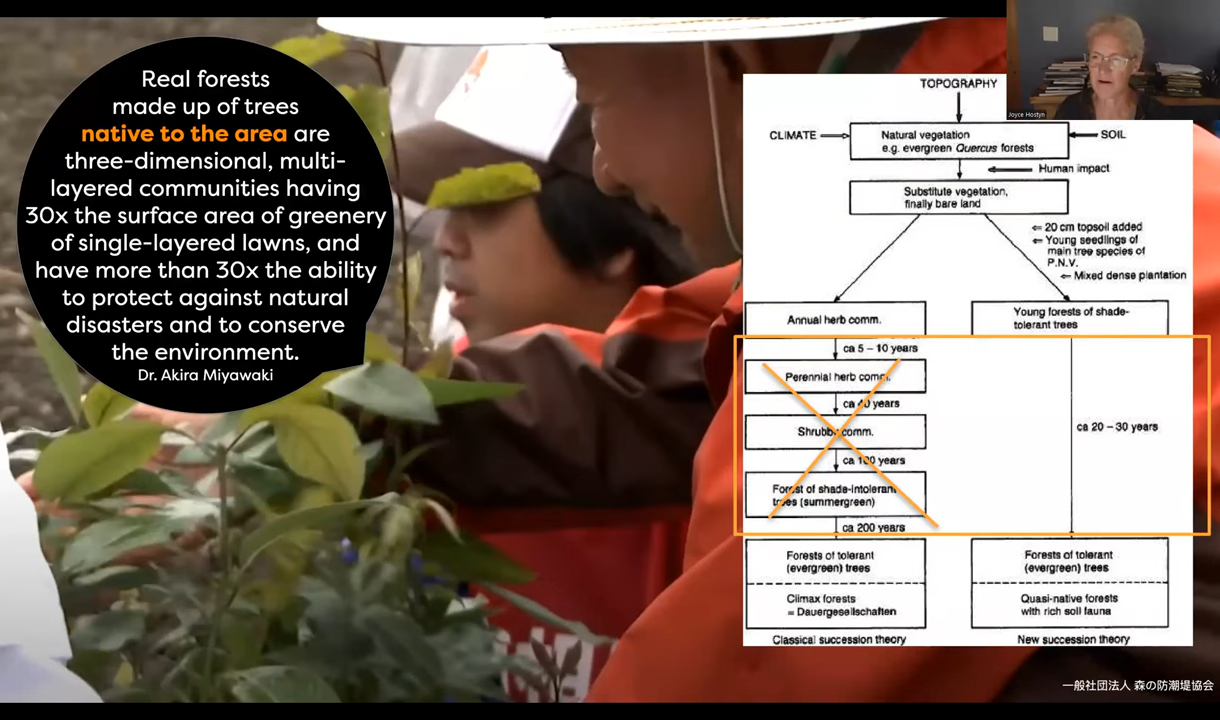 Real forests
made up of trees
native to the area are
three-dimensional, multi-
layered communities having
30x the surface area of greenery
of single-layered lawns, and
have more than 30x the ability
to protect against natural
disasters and to conserve
the environment.
Dr. Akira Miyawaki
Joyce Hostyn
TOPOGRAPHY
CLIMATE
Natural vegetation
e.g. evergreen Quercus forests
SOIL
Human impact
Substitute vegetation,
finally bare land
20 cm topsoil added
Young seedlings of
main tree species of
P.N.V.
Mixed dense plantation
Annual herb comm.
Young forests of shade-
tolerant trees
ca 5 – 10 years
Perennial herb comm.
ca 40 years
Shrubby comm.
ca 20 – 30 years
ca 100 years
Forest of shade-intolerant
trees (summergreen)
ca 200 years
Forests of tolerant
(evergreen) trees
Climax forests
= Dauergesellschaften
Forests of tolerant
(evergreen) trees
Quasi-native forests
with rich soil fauna
Classical succession theory
New succession theory
一般社団法人 森の防潮堤協会